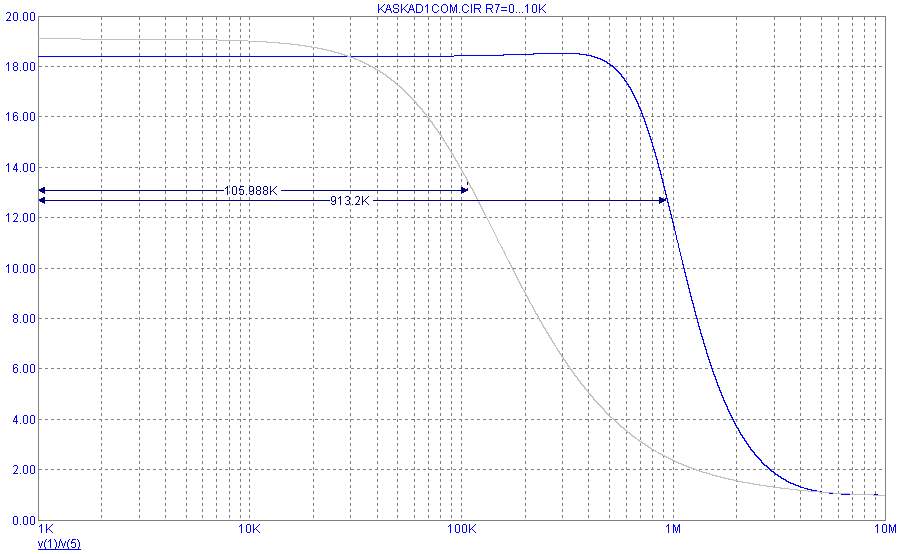 KASKAD1COM.CIR R7=0...10K
20.00
18.00
16.00
14.00
105.988K
913.2K
12.00
10.00
8.00
6.00
4.00
2.00
0.00
1K 10K 100K 1M 10M
v(1)/v(5)